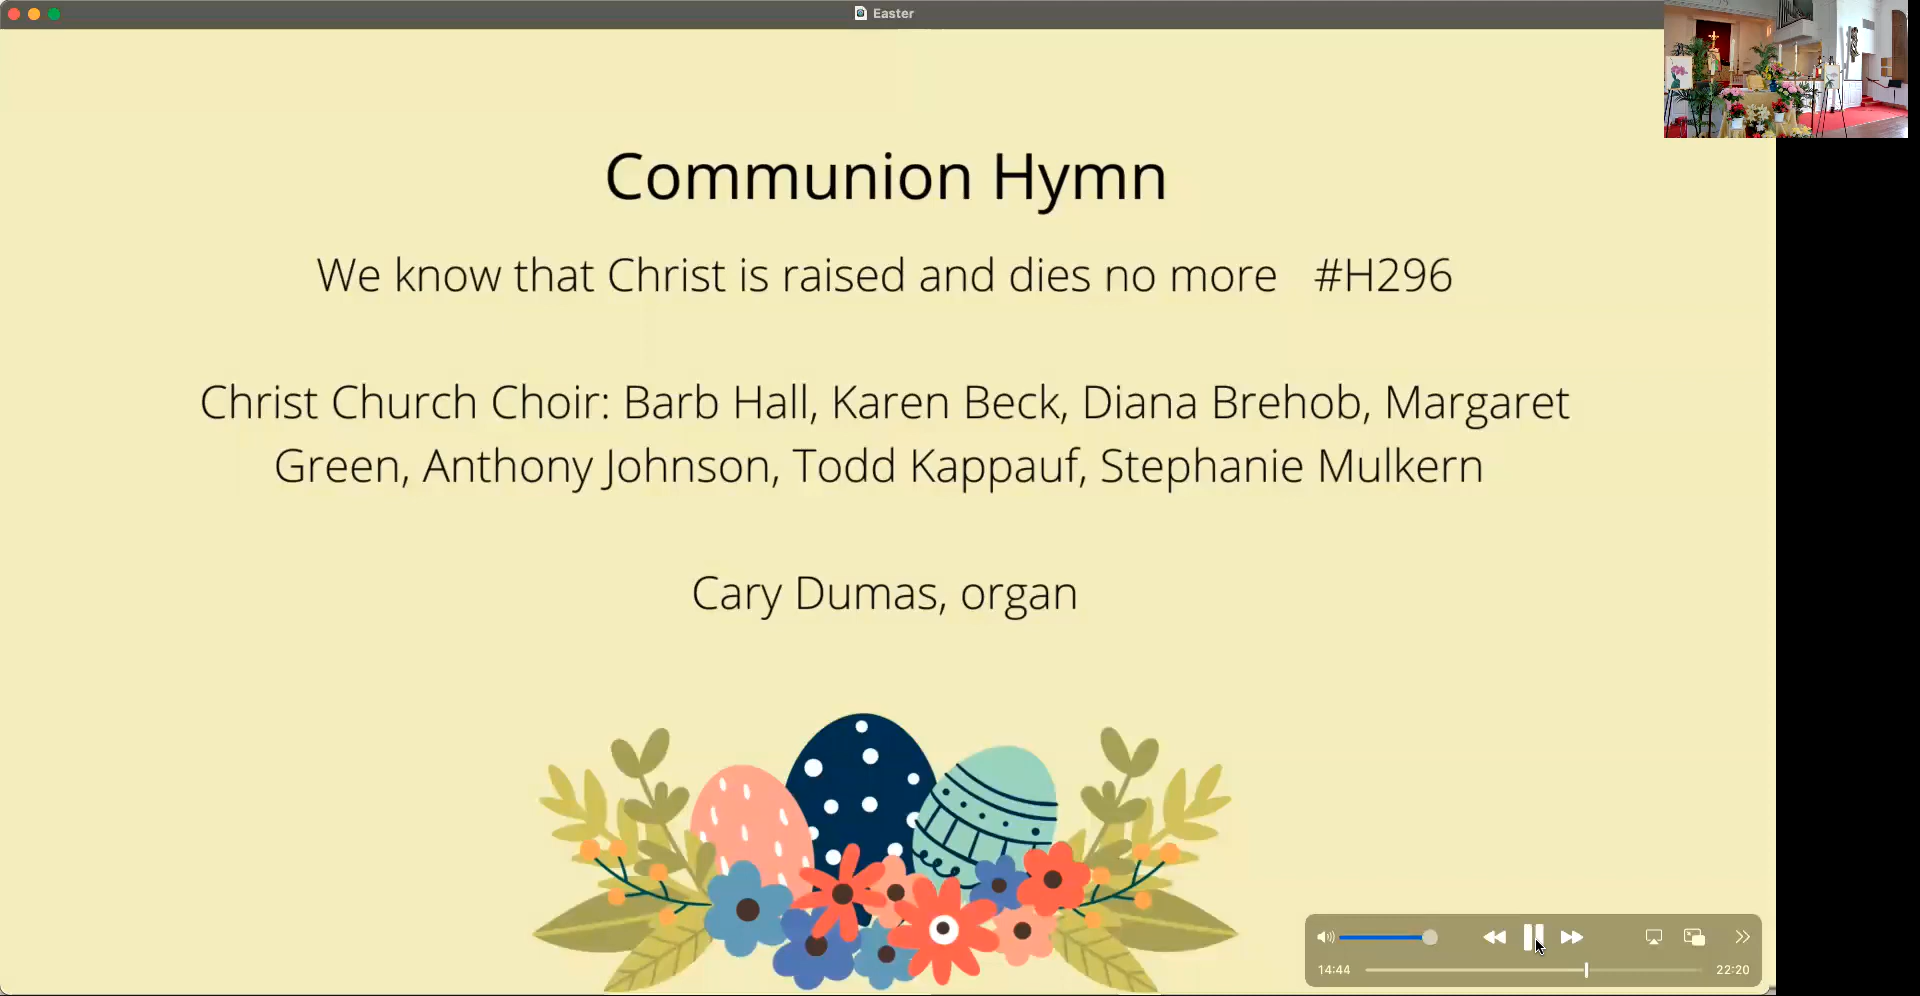 Easter
Communion Hymn
We know that Christ is raised and dies no more #H296
Christ Church Choir: Barb Hall, Karen Beck, Diana Brehob, Margaret
Green, Anthony Johnson, Todd Kappauf, Stephanie Mulkern
Cary Dumas, organ
14:44
22:20